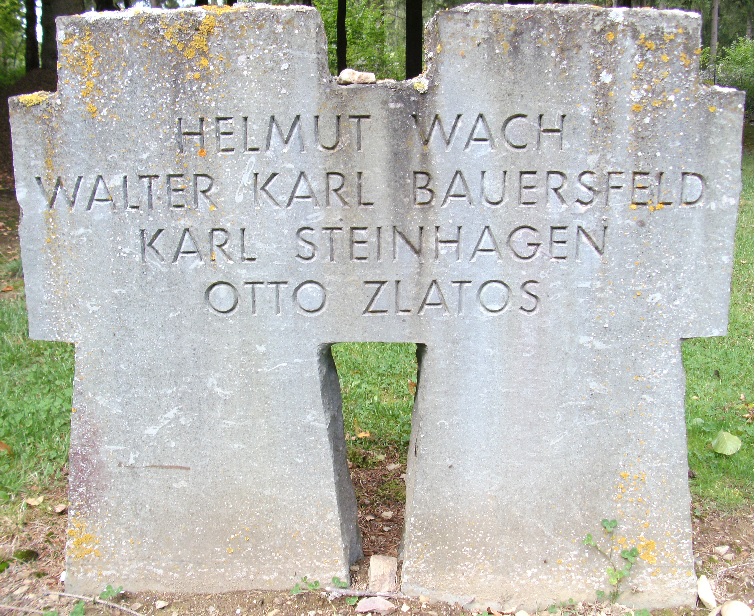 HELMUT WACH
WALTER KARL BAUERSFELD
KARL STEINHAGEN
OTTO ZLATOS